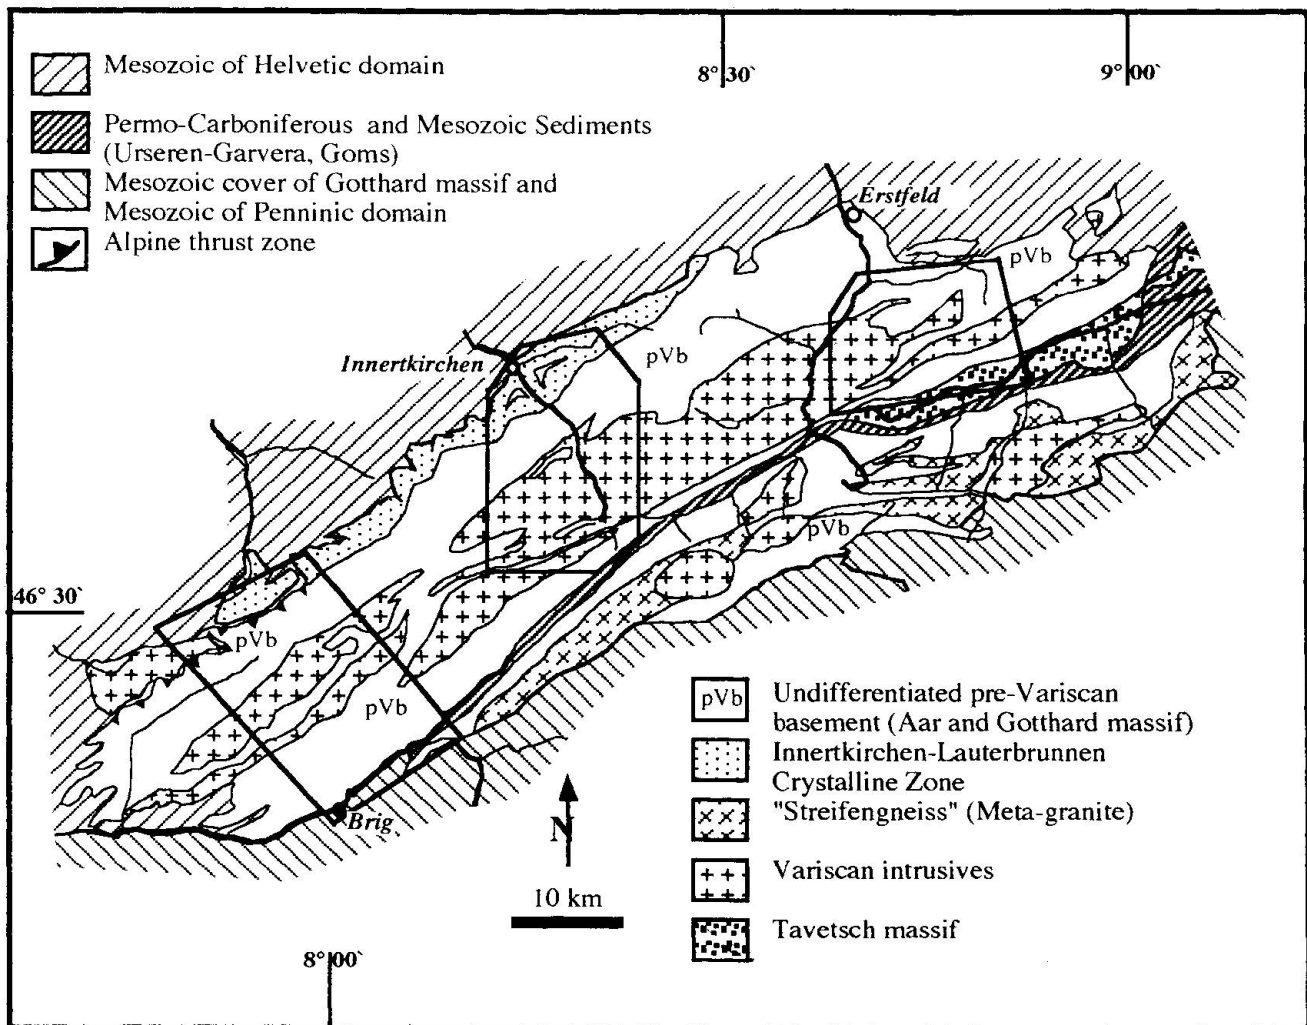 Mesozoic of Helvetic domain
Permo-Carboniferous and Mesozoic Sediments
(Urseren-Garvera, Goms)
Mesozoic cover of Gotthard massif and
Mesozoic of Penninic domain
Alpine thrust zone
8° 30`
9° 00`
Erstfeld
pVb
Innertkirchen
pVb
pVb
46° 30`
pVb
pVb
Brig
N
10 km
8° 00`
pVb Undifferentiated pre-Variscan
basement (Aar and Gotthard massif)
Innertkirchen-Lauterbrunnen
Crystalline Zone
"Streifengneiss" (Meta-granite)
Variscan intrusives
Tavetsch massif